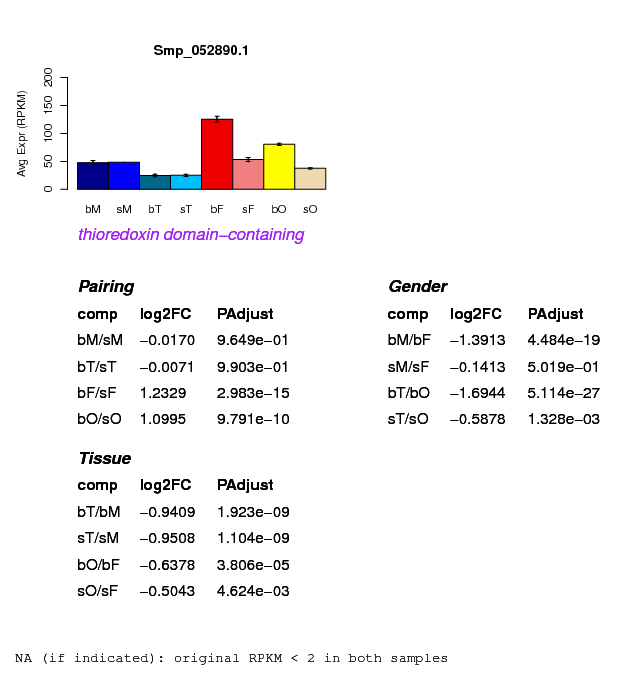 Smp_052890.1
Avg Expr (RPKM)
0 50 100 150 200
bM sM bT sT bF sF bO sO
thioredoxin domain−containing
Pairing
comp log2FC PAdjust
bM/sM −0.0170 9.649e−01
bT/sT −0.0071 9.903e−01
bF/sF 1.2329 2.983e−15
bO/sO 1.0995 9.791e−10
Gender
comp log2FC PAdjust
bM/bF −1.3913 4.484e−19
sM/sF −0.1413 5.019e−01
bT/bO −1.6944 5.114e−27
sT/sO −0.5878 1.328e−03
Tissue
comp log2FC PAdjust
bT/bM −0.9409 1.923e−09
sT/sM −0.9508 1.104e−09
bO/bF −0.6378 3.806e−05
sO/sF −0.5043 4.624e−03
NA (if indicated): original RPKM < 2 in both samples